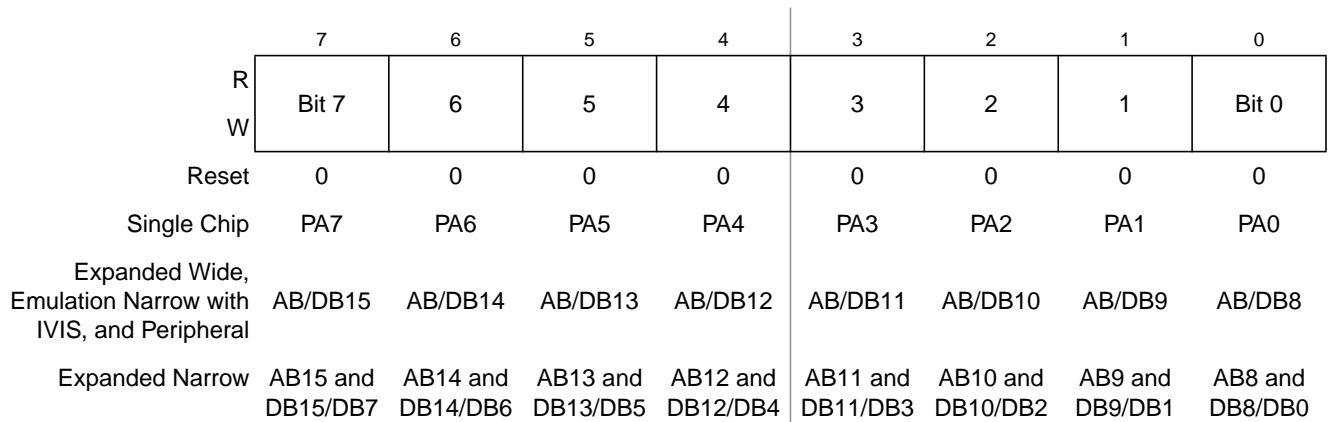 7 6 5 4 3 2 1 0
R
Bit 7 6 5 4 3 2 1 Bit 0
W
Reset 0 0 0 0 0 0 0 0
Single Chip PA7 PA6 PA5 PA4 PA3 PA2 PA1 PA0
Expanded Wide,
Emulation Narrow with AB/DB15 AB/DB14 AB/DB13 AB/DB12 AB/DB11 AB/DB10 AB/DB9 AB/DB8
IVIS, and Peripheral
Expanded Narrow AB15 and AB14 and AB13 and AB12 and AB11 and AB10 and AB9 and AB8 and
DB15/DB7 DB14/DB6 DB13/DB5 DB12/DB4 DB11/DB3 DB10/DB2 DB9/DB1 DB8/DB0